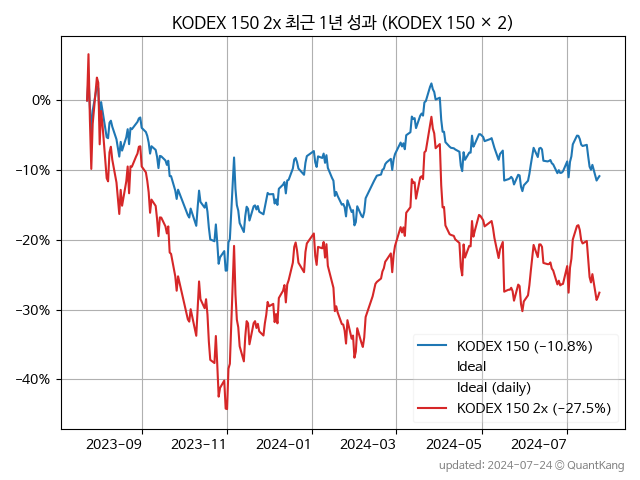 KODEX 150 2x 최근 1년 성과 (KODEX 150 × 2)
0%
−10%
−20%
−30%
−40%
KODEX 150 (−10.8%)
Ideal
Ideal (daily)
KODEX 150 2x (−27.5%)
2023−09 2023−11 2024−01 2024−03 2024−05 2024−07
updated: 2024−07−24 © QuantKang